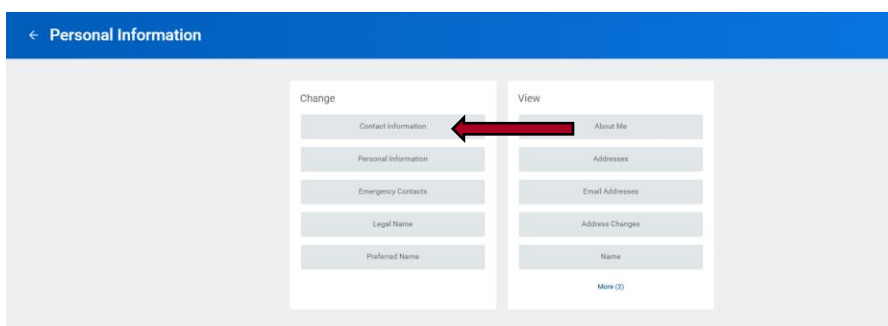 ← Personal Information
Change
Contact Information
Personal Information
Emergency Contacts
Legal Name
Preferred Name
View
About Me
Addresses
Email Addresses
Address Changes
Name
More (2)